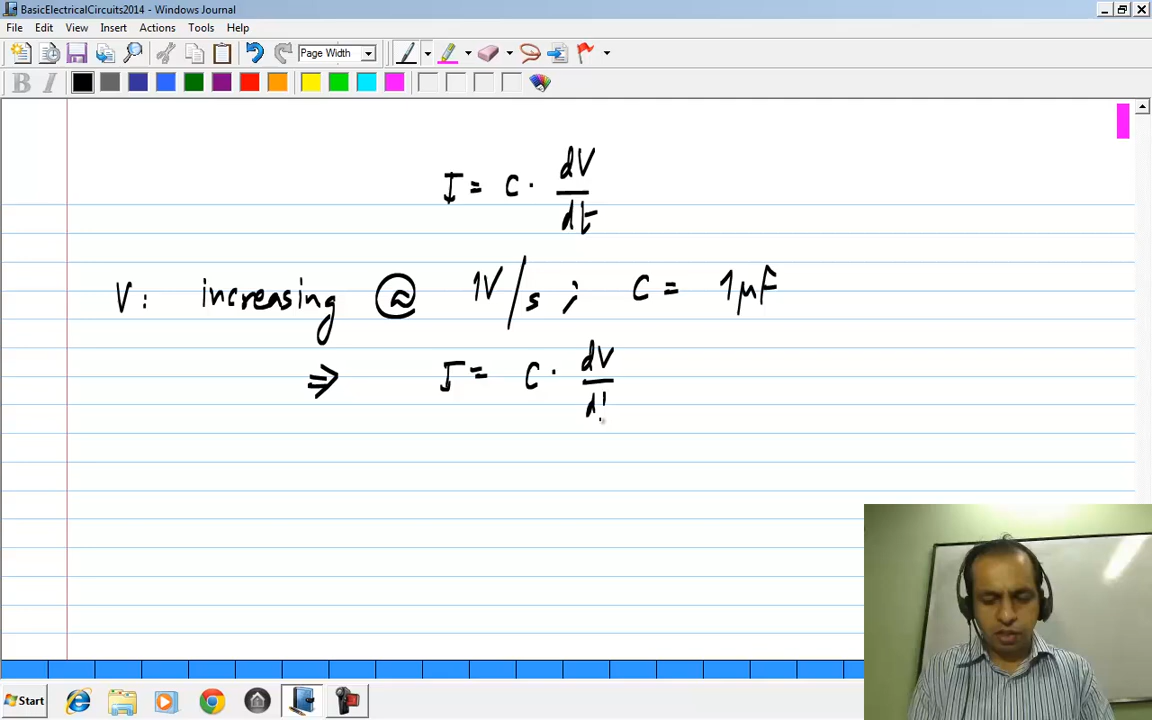 BasicElectricalCircuits2014 - Windows Journal
File Edit View Insert Actions Tools Help
Page Width
B I
I = C · dV/dt
V: increasing @ 1V/s ; C = 1μF
⇒ I = C · dV/d
Start